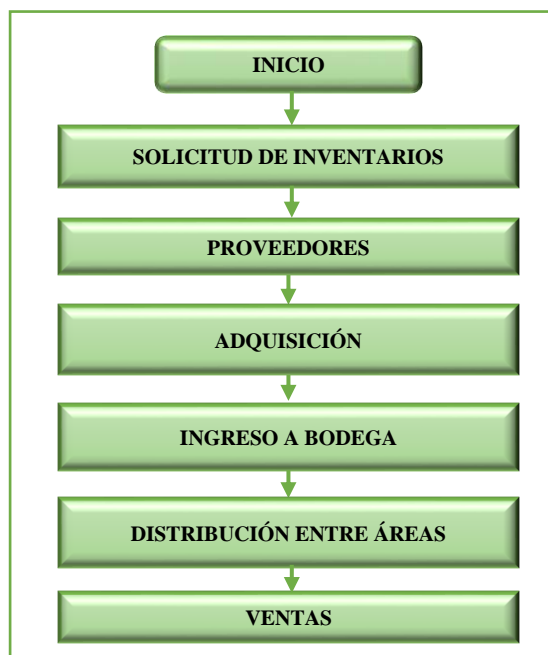 INICIO
SOLICITUD DE INVENTARIOS
PROVEEDORES
ADQUISICIÓN
INGRESO A BODEGA
DISTRIBUCIÓN ENTRE ÁREAS
VENTAS